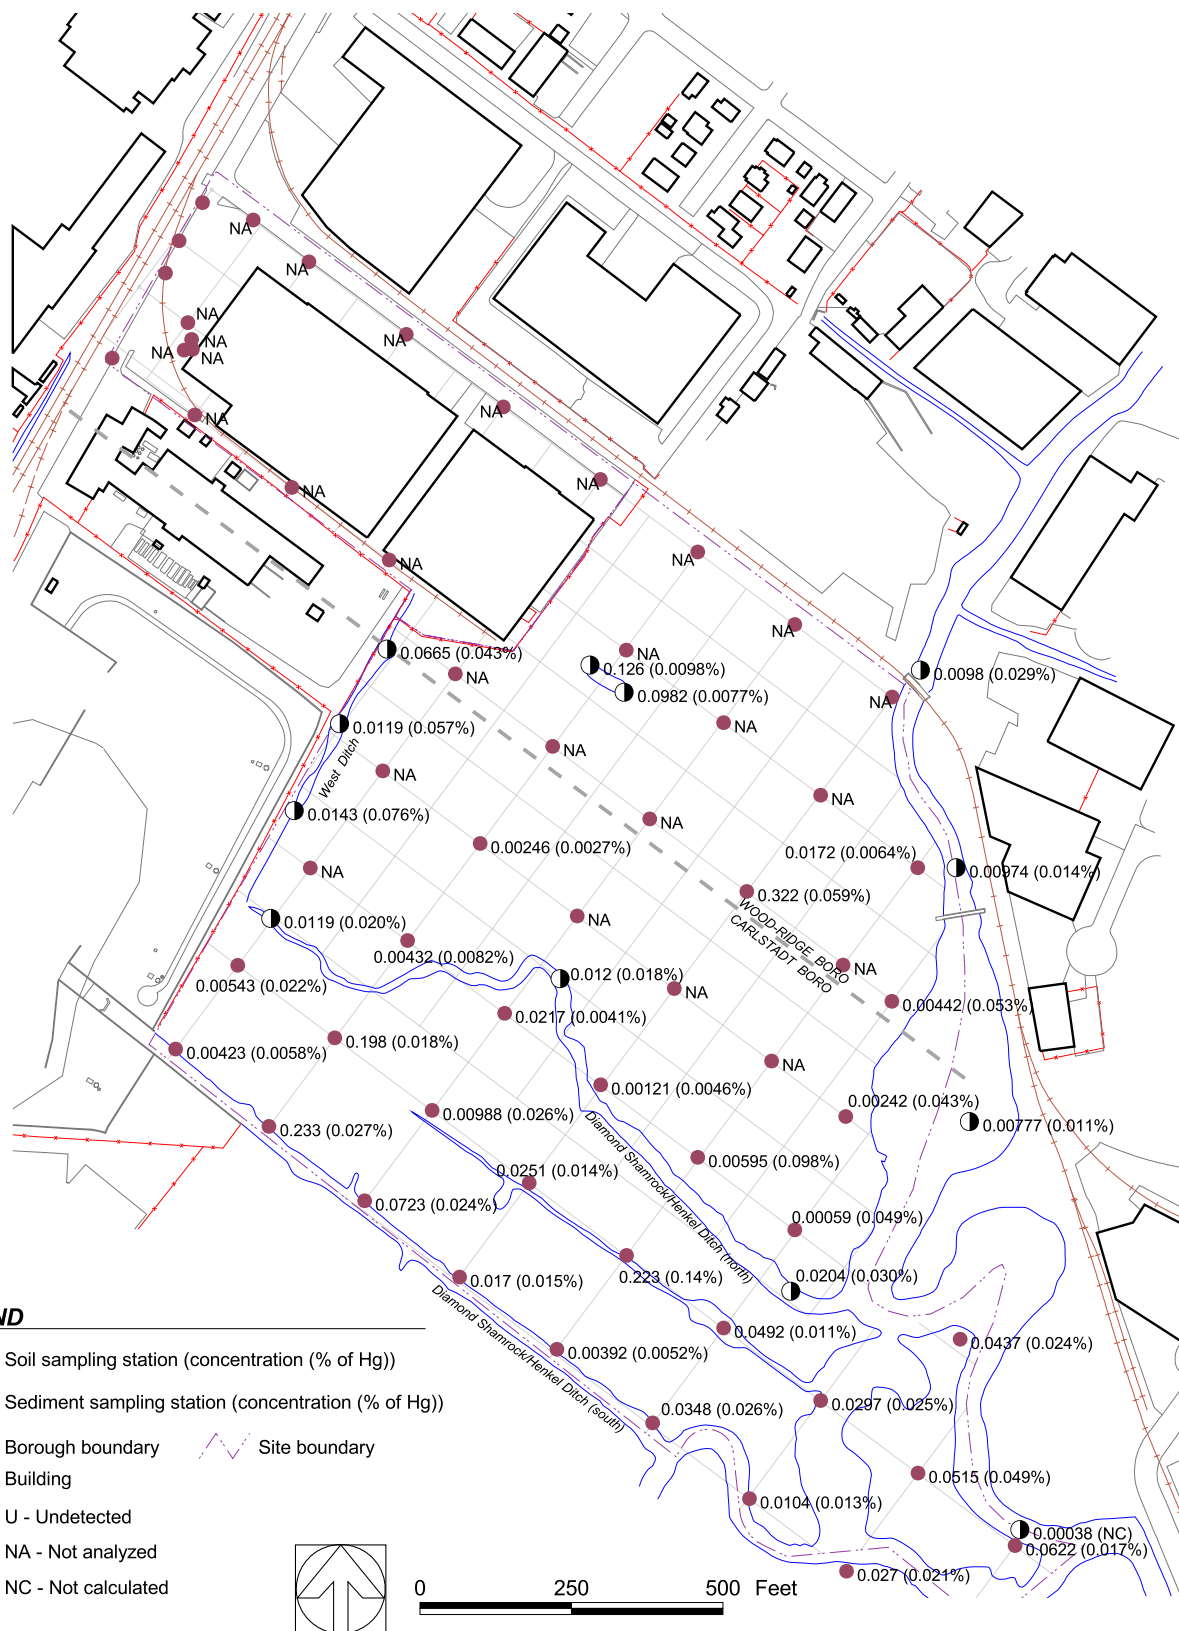 NA
NA
NA
NA
NA
NA
NA
NA
NA
NA
NA
NA
NA
NA
0.0665 (0.043%)
NA
0.126 (0.0098%)
0.0982 (0.0077%)
NA
0.0098 (0.029%)
NA
NA
0.0119 (0.057%)
NA
NA
West Ditch
NA
NA
0.0143 (0.076%)
NA
0.00246 (0.0027%)
0.0172 (0.0064%)
0.00974 (0.014%)
NA
0.322 (0.059%)
WOOD-RIDGE BORO
CARLSTADT BORO
0.0119 (0.020%)
NA
0.00432 (0.0082%)
0.00543 (0.022%)
0.012 (0.018%)
NA
NA
0.00442 (0.053%)
0.0217 (0.0041%)
0.198 (0.018%)
0.00423 (0.0058%)
NA
0.00121 (0.0046%)
0.00242 (0.043%)
0.00777 (0.011%)
0.00988 (0.026%)
0.233 (0.027%)
Diamond Shamrock/Henkel Ditch (north)
0.00595 (0.098%)
0.0251 (0.014%)
0.0723 (0.024%)
0.00059 (0.049%)
0.223 (0.14%)
0.0204 (0.030%)
0.017 (0.015%)
Diamond Shamrock/Henkel Ditch (south)
0.0492 (0.011%)
0.0437 (0.024%)
0.00392 (0.0052%)
0.0348 (0.026%)
0.0297 (0.025%)
0.0515 (0.049%)
0.0104 (0.013%)
0.00038 (NC)
0.0622 (0.017%)
0.027 (0.021%)
ND
Soil sampling station (concentration (% of Hg))
Sediment sampling station (concentration (% of Hg))
Borough boundary Site boundary
Building
U - Undetected
NA - Not analyzed
NC - Not calculated
0 250 500 Feet